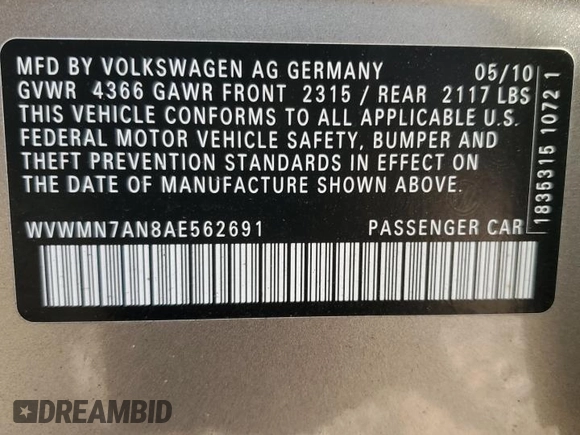 MFD BY VOLKSWAGEN AG GERMANY 05/10
GVWR 4366 GAWR FRONT 2315 / REAR 2117 LBS
THIS VEHICLE CONFORMS TO ALL APPLICABLE U.S.
FEDERAL MOTOR VEHICLE SAFETY, BUMPER AND
THEFT PREVENTION STANDARDS IN EFFECT ON
THE DATE OF MANUFACTURE SHOWN ABOVE.
WVWMN7AN8AE562691 PASSENGER CAR
1835315 1072 1
DREAMBID